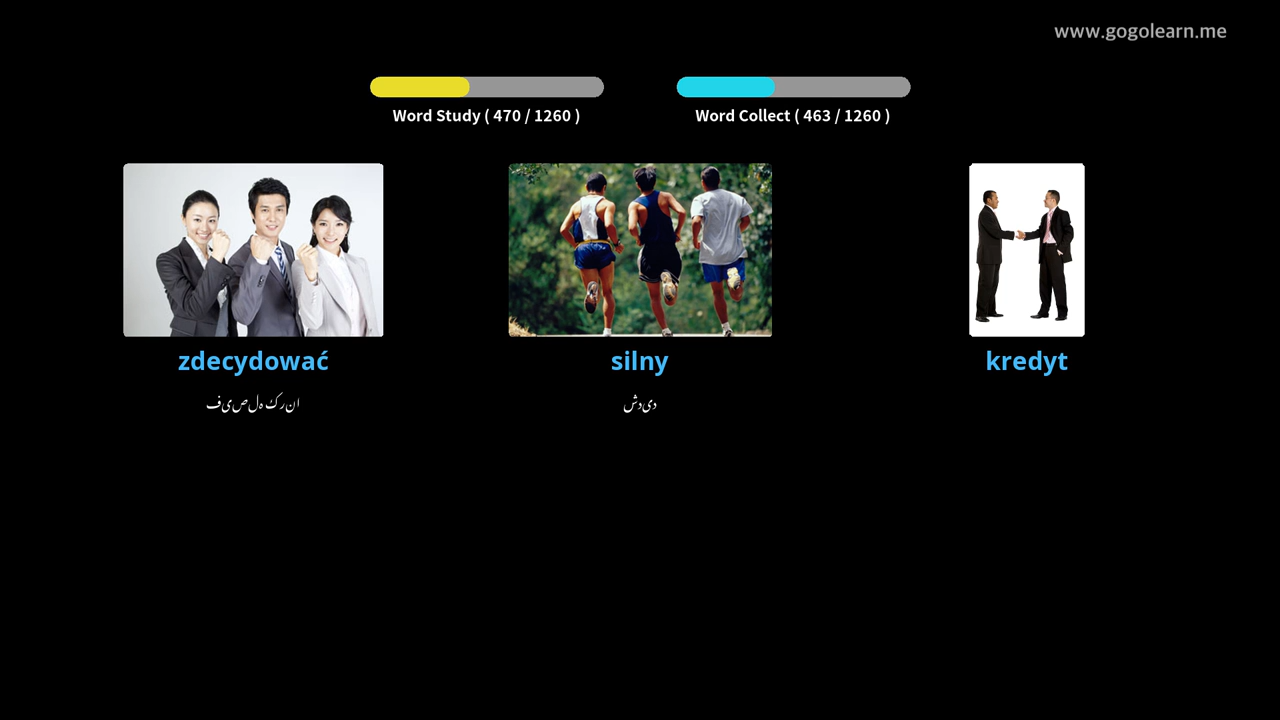 www.gogolearn.me
Word Study ( 470 / 1260 )
Word Collect ( 463 / 1260 )
zdecydować
silny
kredyt
فیصلہ کرنا
شدید